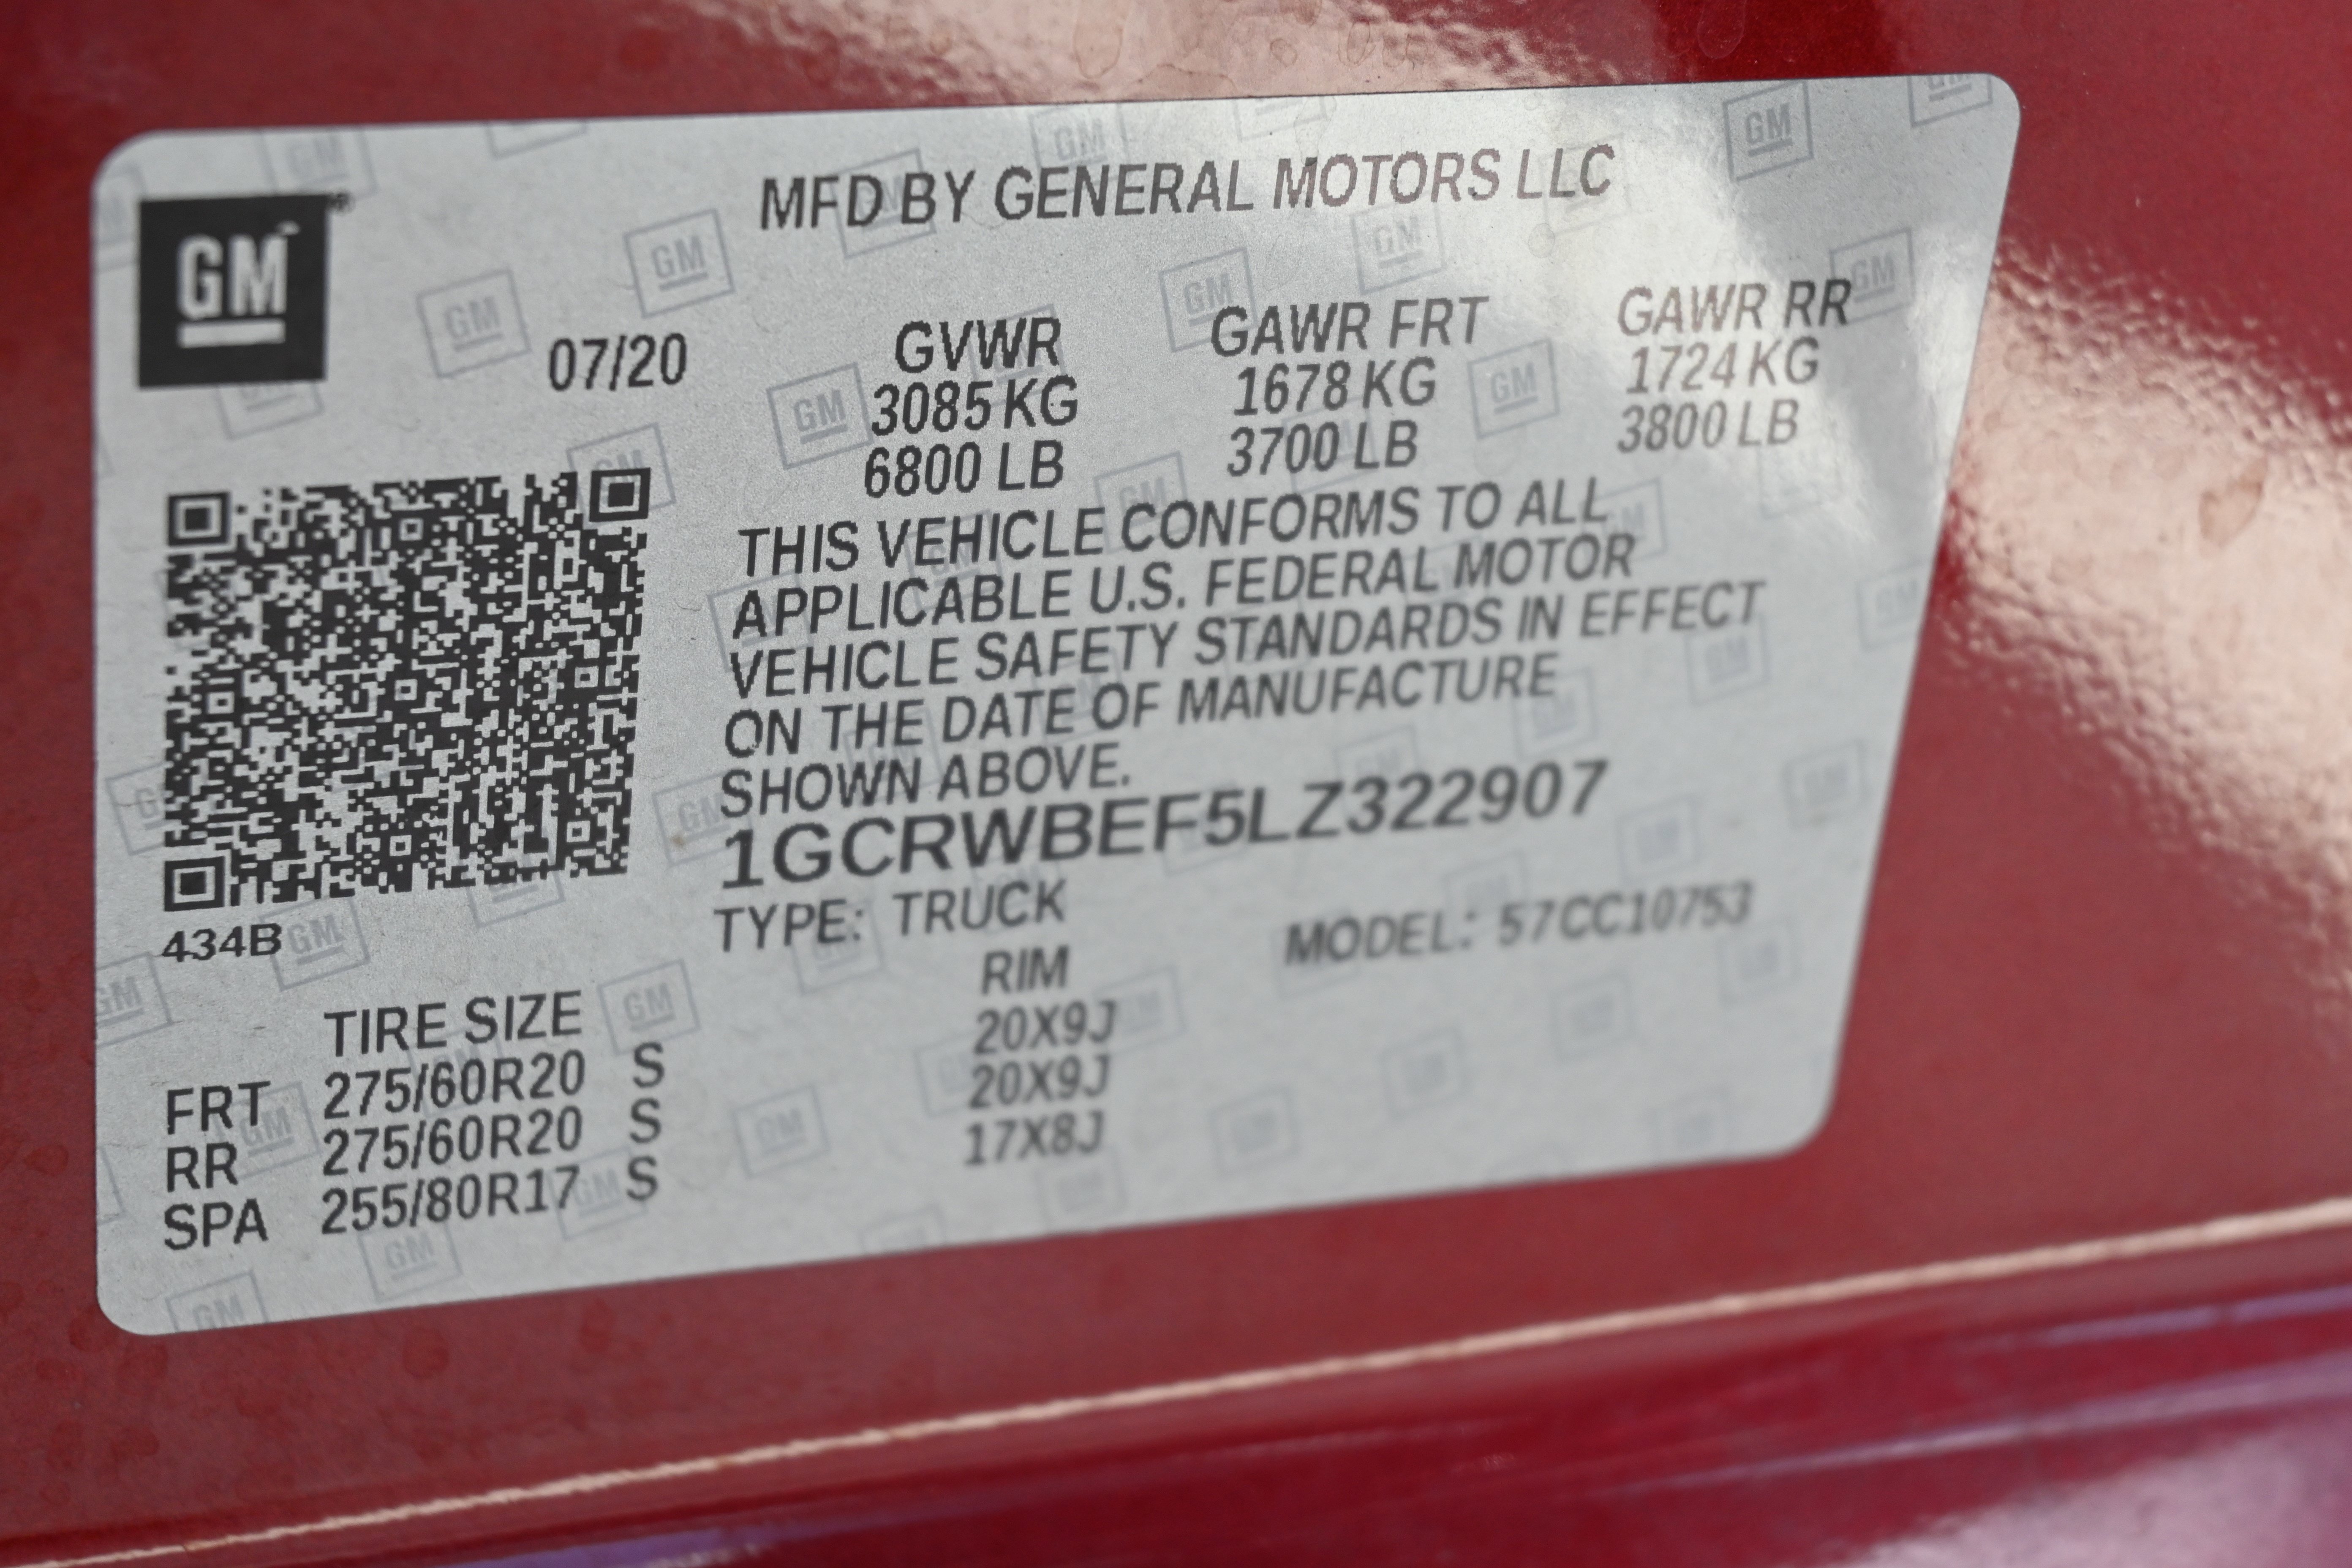 GM
MFD BY GENERAL MOTORS LLC
07/20
GVWR GAWR FRT GAWR RR
3085 KG 1678 KG 1724 KG
6800 LB 3700 LB 3800 LB
THIS VEHICLE CONFORMS TO ALL
APPLICABLE U.S. FEDERAL MOTOR
VEHICLE SAFETY STANDARDS IN EFFECT
ON THE DATE OF MANUFACTURE
SHOWN ABOVE.
1GCRWBEF5LZ322907
TYPE: TRUCK MODEL: 57CC10753
434B
TIRE SIZE RIM
FRT 275/60R20 S 20X9J
RR 275/60R20 S 20X9J
SPA 255/80R17 S 17X8J